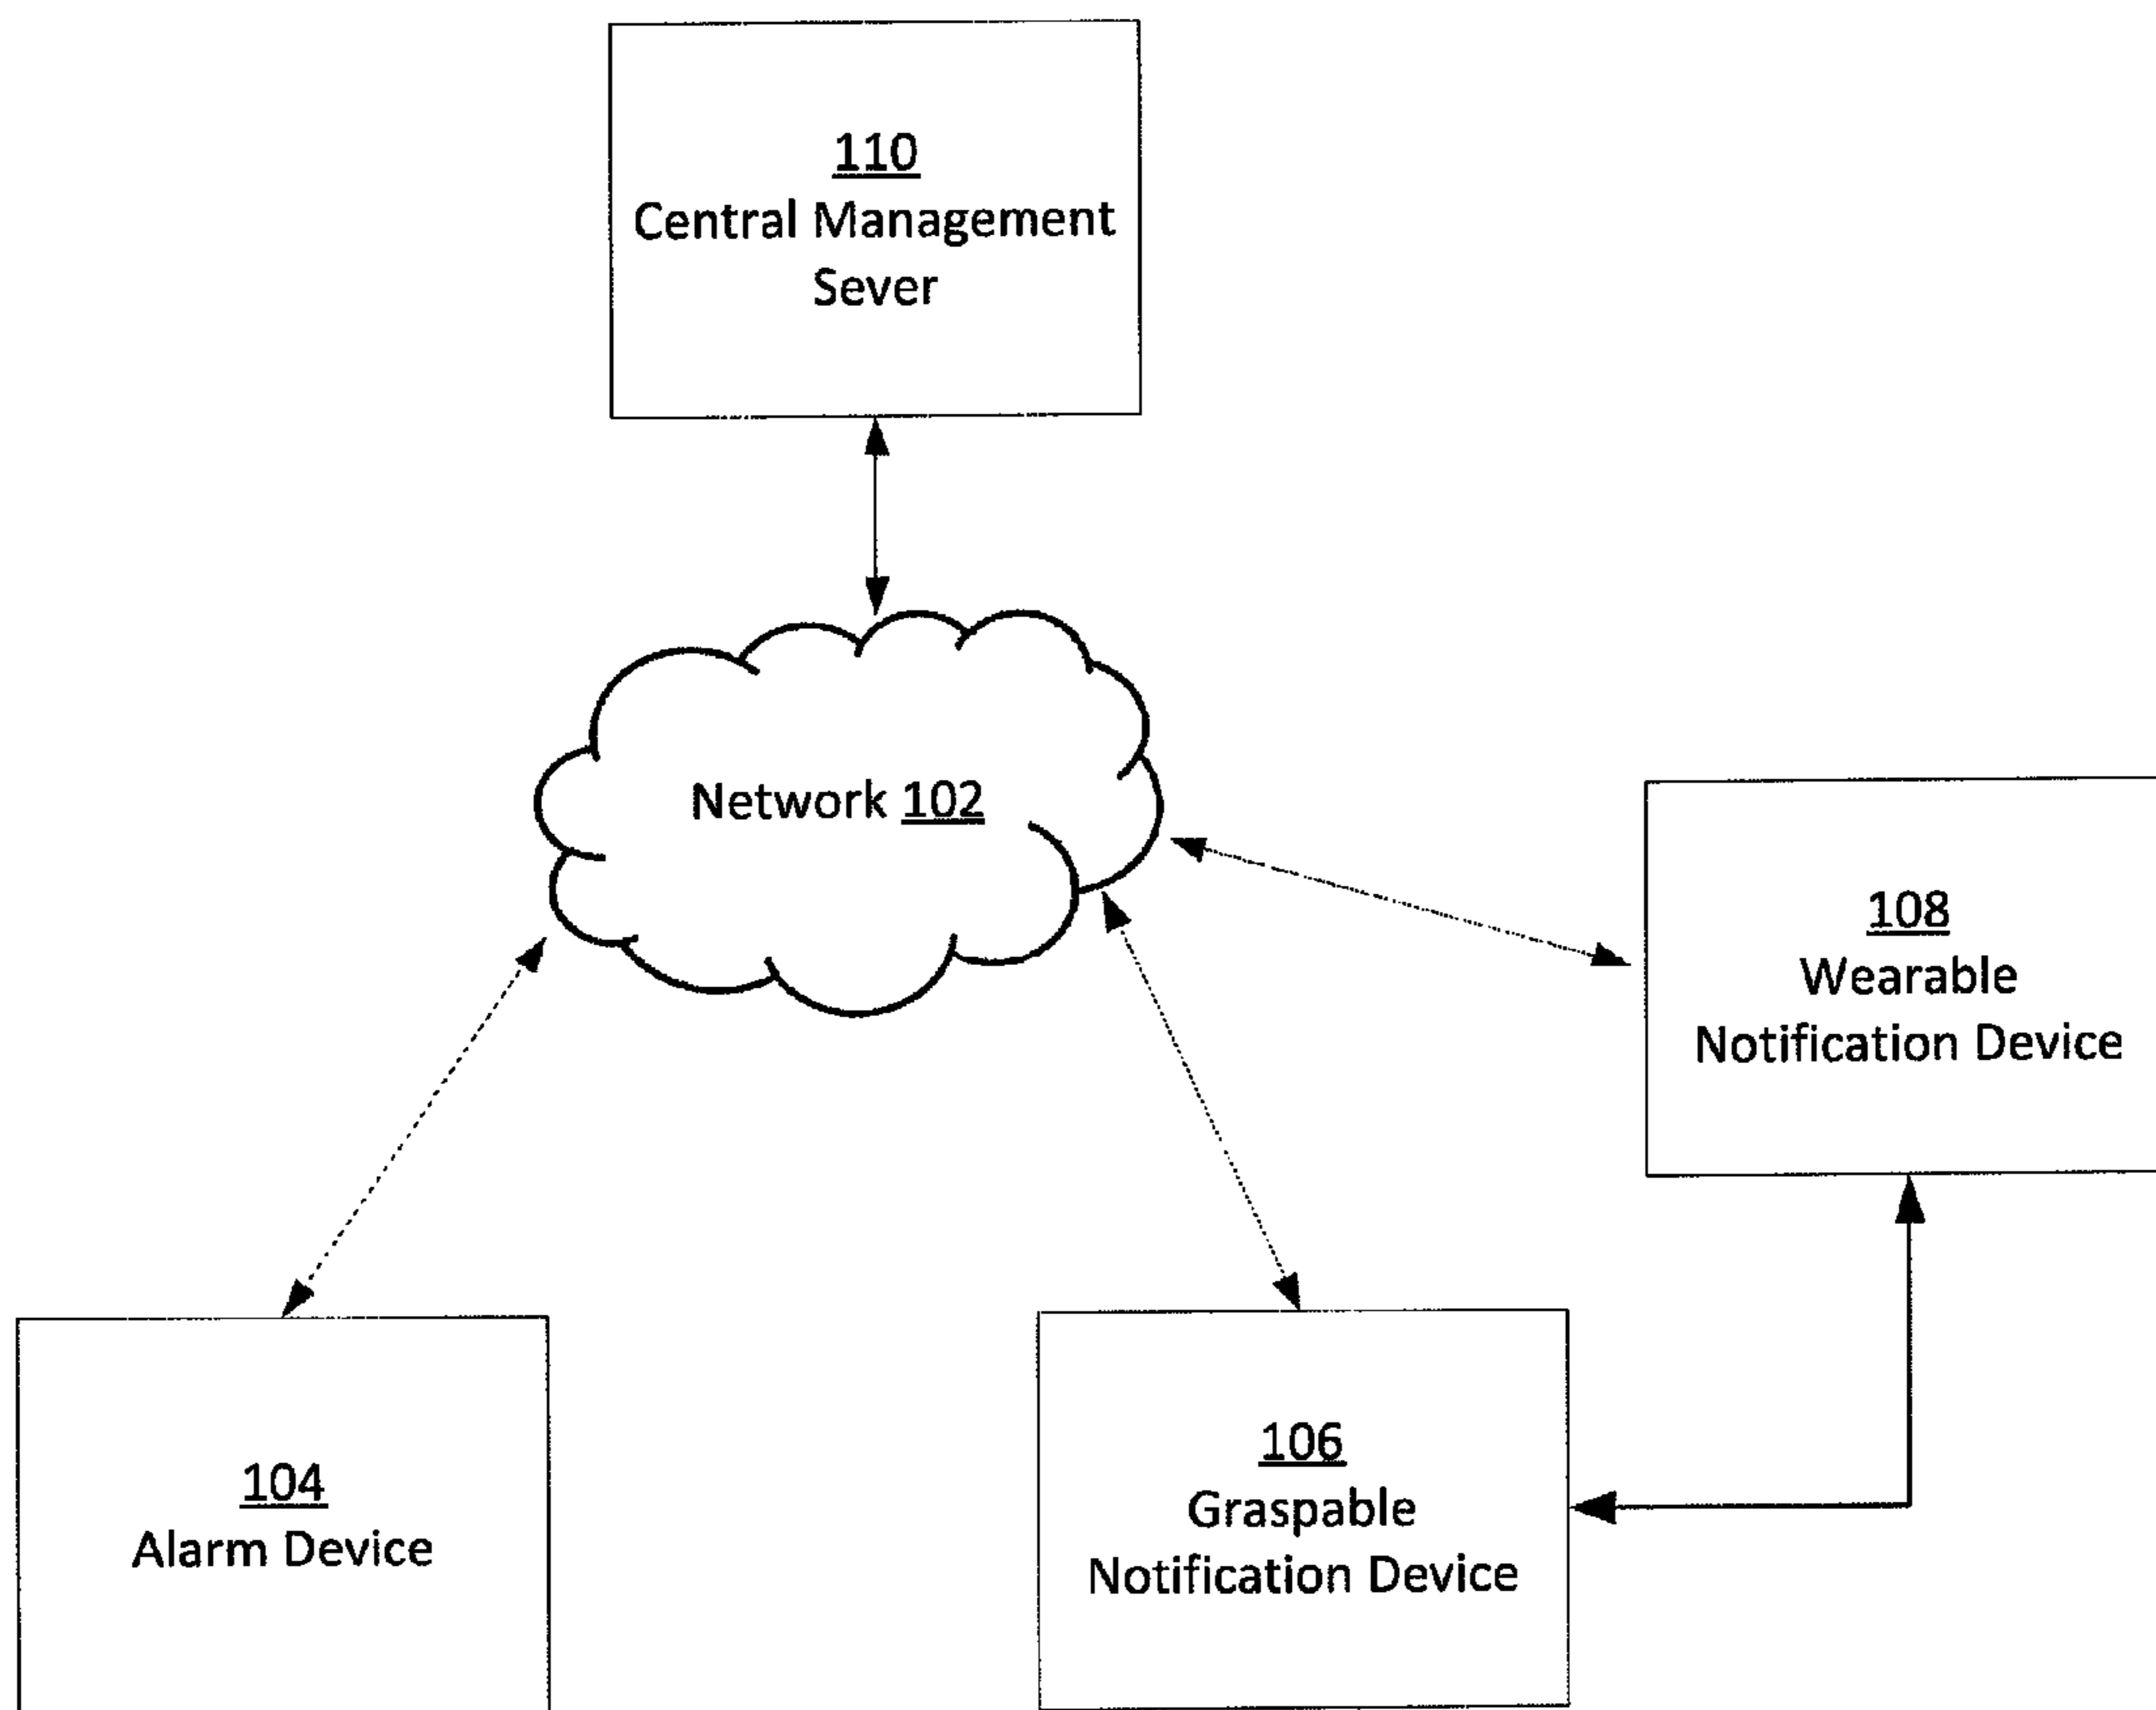 110
Central Management
Sever
Network 102
108
Wearable
Notification Device
104
Alarm Device
106
Graspable
Notification Device